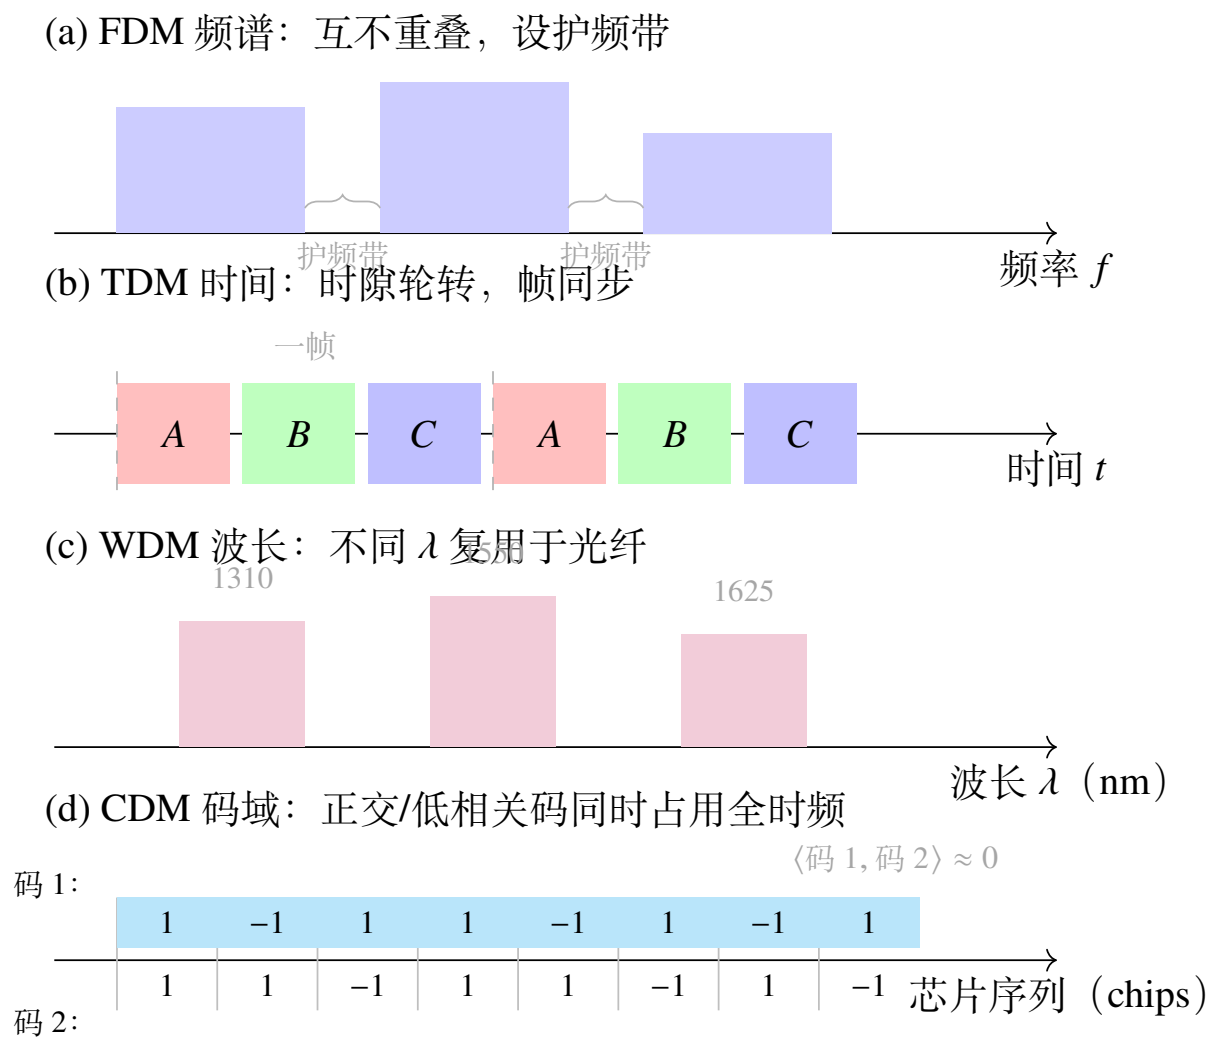 (a) FDM 频谱：互不重叠，设护频带
护频带 护频带
频率 f
(b) TDM 时间：时隙轮转，帧同步
一帧
A B C A B C
时间 t
(c) WDM 波长：不同 λ 复用于光纤
1550
1310
1625
波长 λ（nm）
(d) CDM 码域：正交/低相关码同时占用全时频
⟨码 1, 码 2⟩ ≈ 0
码 1：
1 −1 1 1 −1 1 −1 1
1 1 −1 1 1 −1 1 −1
芯片序列（chips）
码 2：